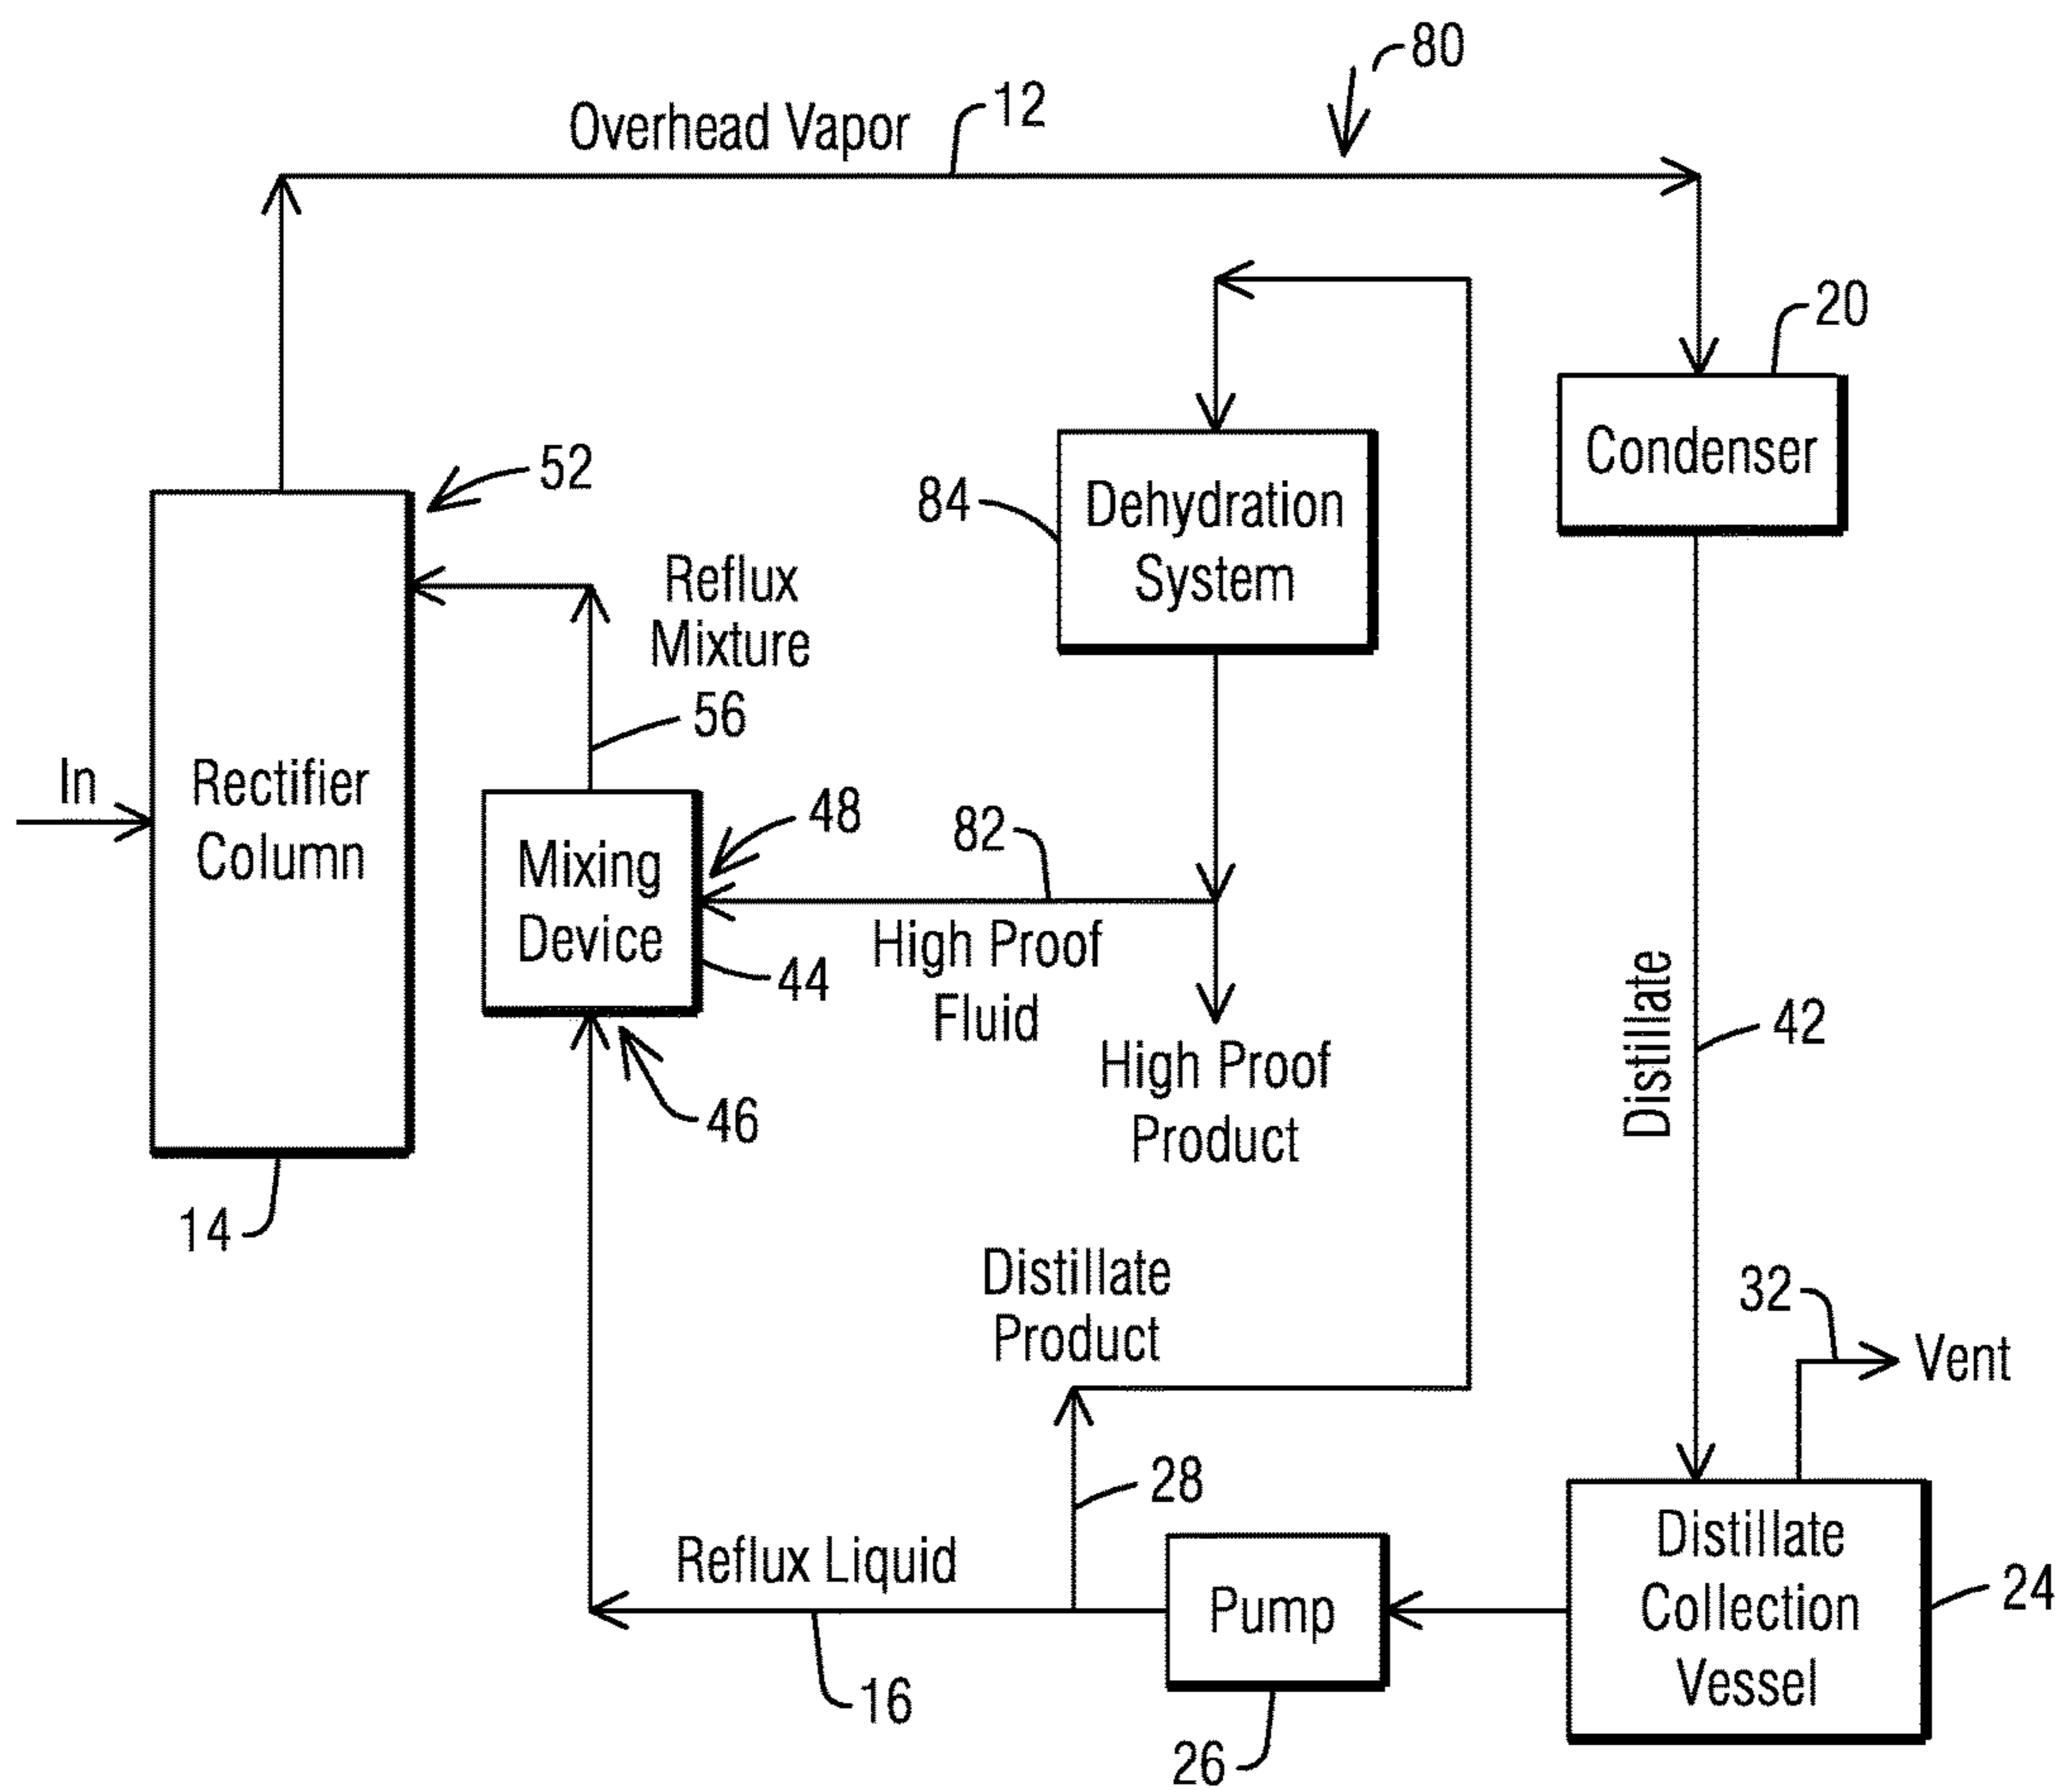 80
12
Overhead Vapor
20
Condenser
52
84
Dehydration
System
Reflux
Mixture
56
In
Rectifier
Column
48
82
Mixing
Device
High Proof
Fluid
44
42
Distillate
High Proof
Product
46
14
Distillate
Product
32
Vent
28
Reflux Liquid
Pump
Distillate
Collection
Vessel
24
16
26